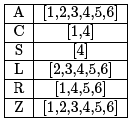 A [1,2,3,4,5,6]
C [1,4]
S [4]
L [2,3,4,5,6]
R [1,4,5,6]
Z [1,2,3,4,5,6]